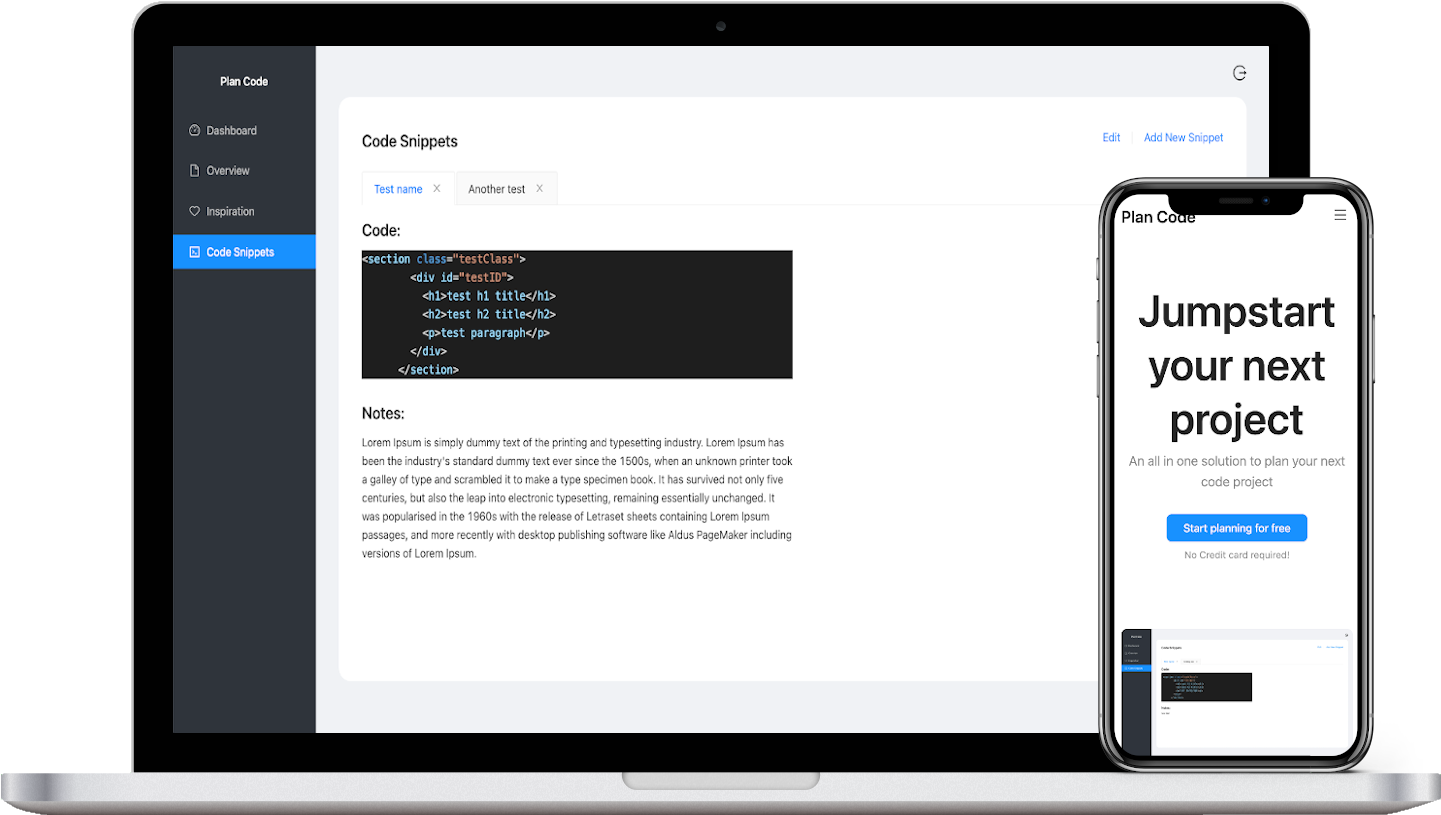 Plan Code
Dashboard
Overview
Inspiration
Code Snippets
Code Snippets
Edit
Add New Snippet
Test name X
Another test X
Code:
<section class="testClass">
<div id="testID">
<h1>test h1 title</h1>
<h2>test h2 title</h2>
<p>test paragraph</p>
</div>
</section>
Notes:
Lorem Ipsum is simply dummy text of the printing and typesetting industry. Lorem Ipsum has
been the industry's standard dummy text ever since the 1500s, when an unknown printer took
a galley of type and scrambled it to make a type specimen book. It has survived not only five
centuries, but also the leap into electronic typesetting, remaining essentially unchanged. It
was popularised in the 1960s with the release of Letraset sheets containing Lorem Ipsum
passages, and more recently with desktop publishing software like Aldus PageMaker including
versions of Lorem Ipsum.
Plan Code
Jumpstart
your next
project
An all in one solution to plan your next
code project
Start planning for free
No Credit card required!
Code Snippets